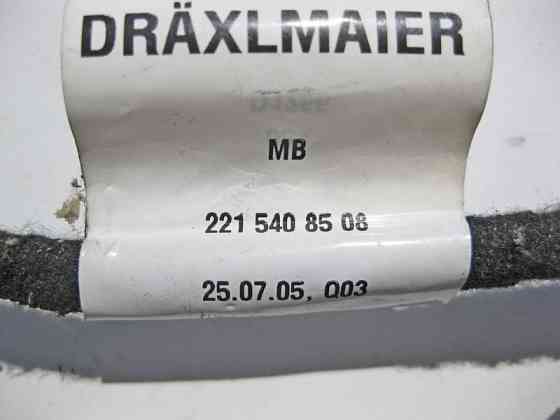 DRÄXLMAIER
MB
221 540 85 08
25.07.05, Q03